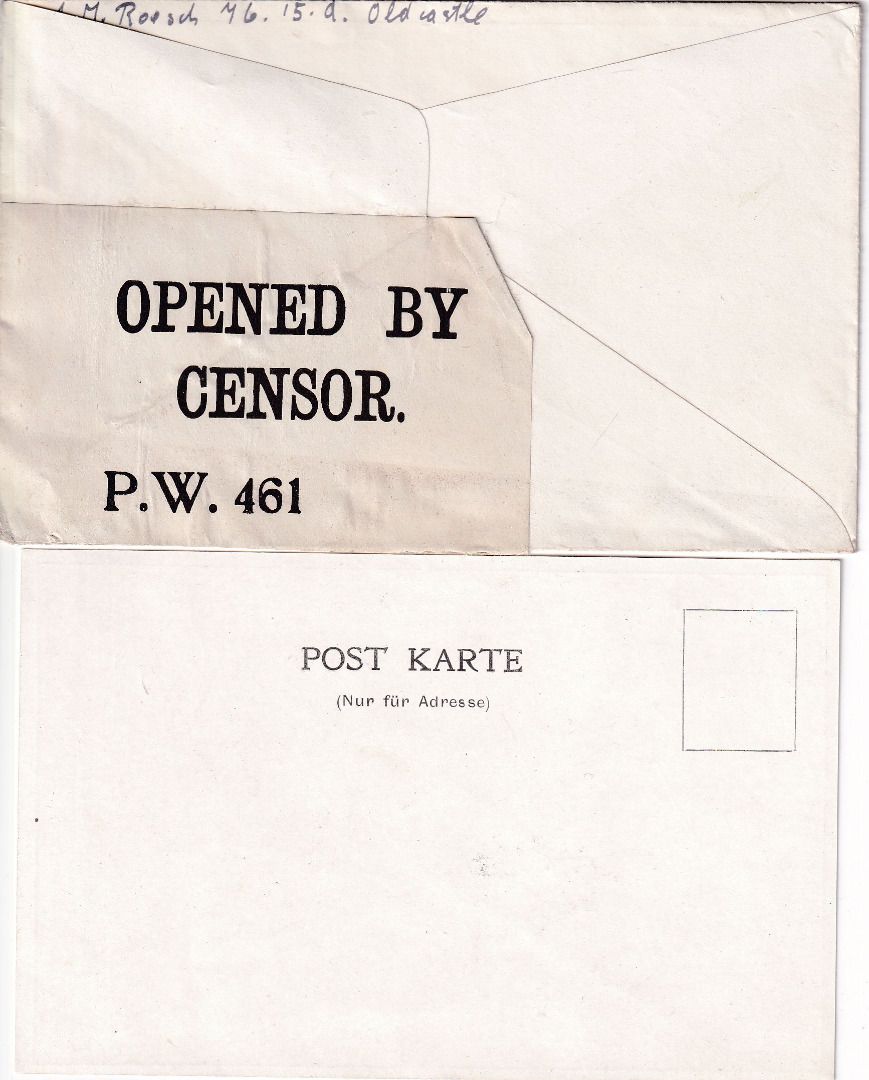 M. Roesch 76. 15. a. Oldcastle
OPENED BY
CENSOR.
P.W. 461
POST KARTE
(Nur für Adresse)